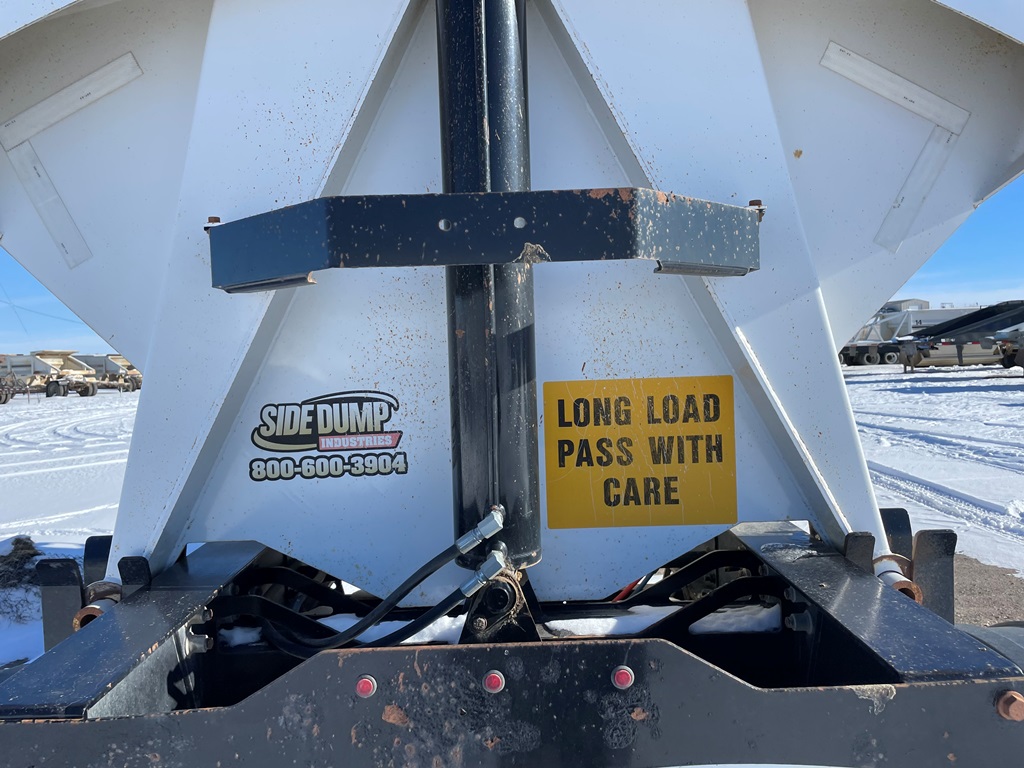 SIDE DUMP
INDUSTRIES
800-600-3904
LONG LOAD
PASS WITH
CARE